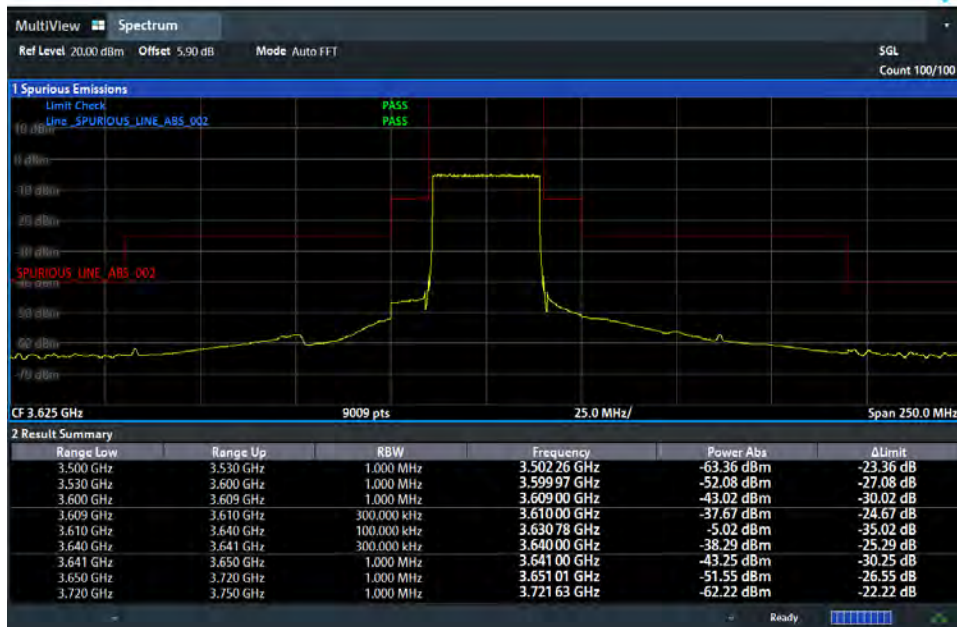 MultiView Spectrum
Ref Level 20.00 dBm Offset 5.90 dB Mode Auto FFT SGL
Count 100/100
1 Spurious Emissions
Limit Check PASS
Line _SPURIOUS_LINE_ABS_002 PASS
10 dBm
0 dBm
-10 dBm
-20 dBm
-30 dBm
SPURIOUS_LINE_ABS_002
-40 dBm
-50 dBm
-60 dBm
-70 dBm
CF 3.625 GHz 9009 pts 25.0 MHz/ Span 250.0 MHz
2 Result Summary
Range Low Range Up RBW Frequency Power Abs ΔLimit
3.500 GHz 3.530 GHz 1.000 MHz 3.502 26 GHz -63.36 dBm -23.36 dB
3.530 GHz 3.600 GHz 1.000 MHz 3.599 97 GHz -52.08 dBm -27.08 dB
3.600 GHz 3.609 GHz 1.000 MHz 3.609 00 GHz -43.02 dBm -30.02 dB
3.609 GHz 3.610 GHz 300.000 kHz 3.610 00 GHz -37.67 dBm -24.67 dB
3.610 GHz 3.640 GHz 100.000 kHz 3.630 78 GHz -5.02 dBm -35.02 dB
3.640 GHz 3.641 GHz 300.000 kHz 3.640 00 GHz -38.29 dBm -25.29 dB
3.641 GHz 3.650 GHz 1.000 MHz 3.641 00 GHz -43.25 dBm -30.25 dB
3.650 GHz 3.720 GHz 1.000 MHz 3.651 01 GHz -51.55 dBm -26.55 dB
3.720 GHz 3.750 GHz 1.000 MHz 3.721 63 GHz -62.22 dBm -22.22 dB
Ready